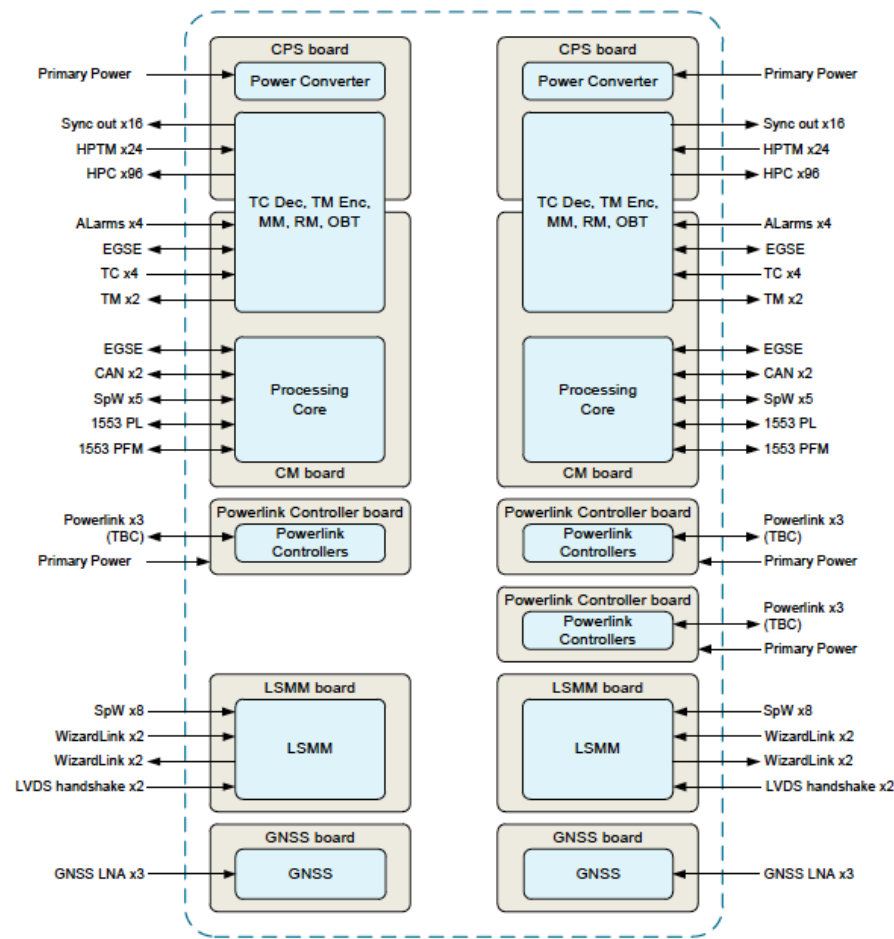 CPS board
CPS board
Primary Power
Power Converter
Power Converter
Primary Power
Sync out x16
Sync out x16
HPTM x24
HPTM x24
HPC x96
HPC x96
TC Dec, TM Enc,
MM, RM, OBT
TC Dec, TM Enc,
MM, RM, OBT
ALarms x4
ALarms x4
EGSE
EGSE
TC x4
TC x4
TM x2
TM x2
EGSE
EGSE
CAN x2
CAN x2
Processing
Core
Processing
Core
SpW x5
SpW x5
1553 PL
1553 PL
1553 PFM
1553 PFM
CM board
CM board
Powerlink Controller board
Powerlink Controller board
Powerlink x3
(TBC)
Powerlink
Controllers
Powerlink
Controllers
Powerlink x3
(TBC)
Primary Power
Primary Power
Powerlink Controller board
Powerlink
Controllers
Powerlink x3
(TBC)
Primary Power
LSMM board
LSMM board
SpW x8
SpW x8
WizardLink x2
WizardLink x2
LSMM
LSMM
WizardLink x2
WizardLink x2
LVDS handshake x2
LVDS handshake x2
GNSS board
GNSS board
GNSS LNA x3
GNSS
GNSS
GNSS LNA x3